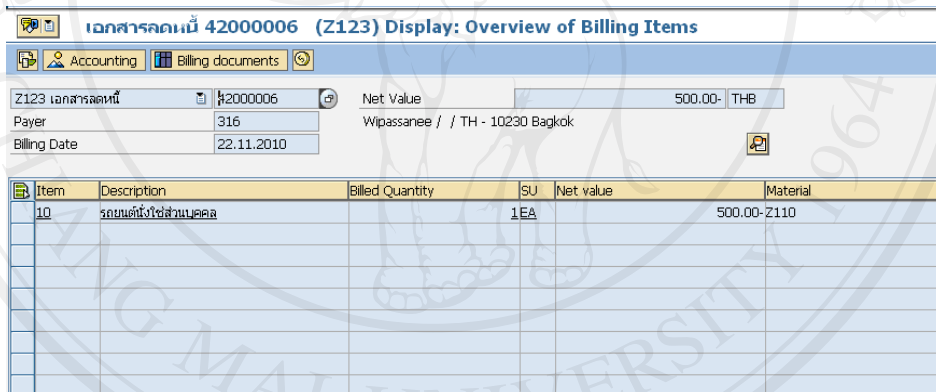 เอกสารลดหนี้ 42000006 (Z123) Display: Overview of Billing Items
Accounting Billing documents
Z123 เอกสารลดหนี้ 42000006 Net Value 500.00- THB
Payer 316 Wipassanee / / TH - 10230 Bagkok
Billing Date 22.11.2010
Item Description Billed Quantity SU Net value Material
10 รถยนต์นั่งใช่ส่วนบุคคล 1 EA 500.00- Z110
ANG MAI UNIVERSITY 1964